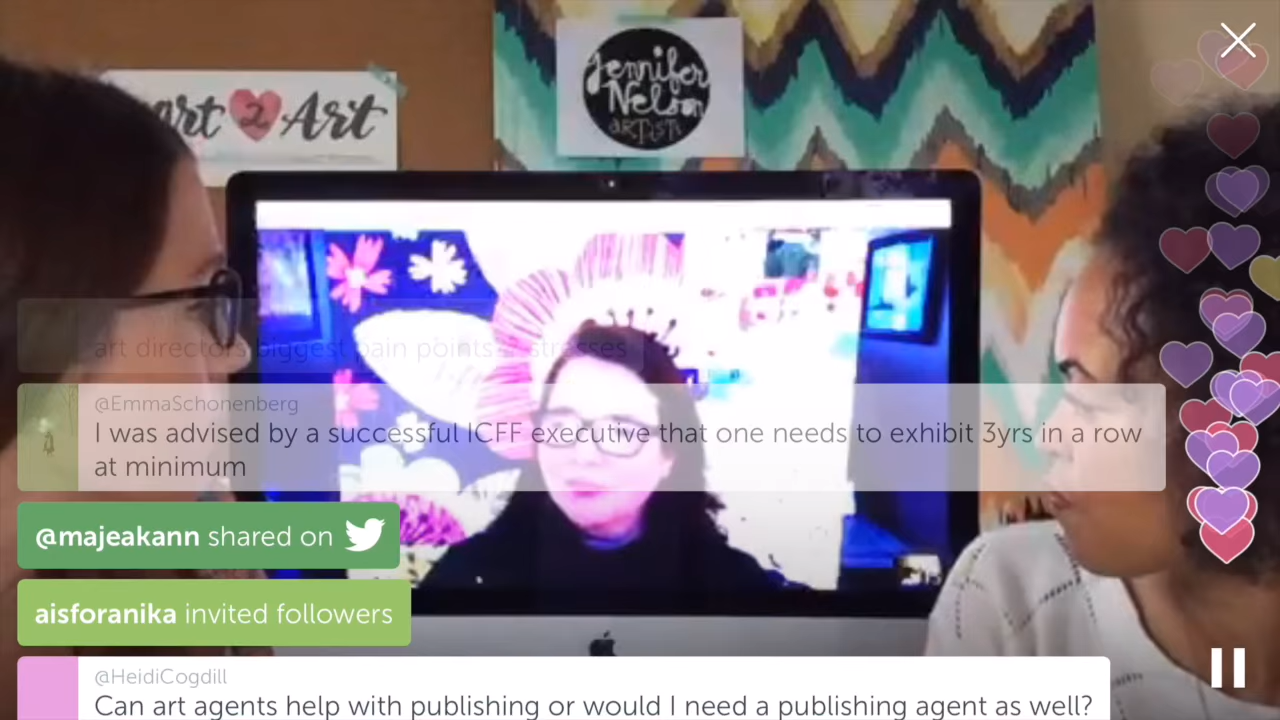 art 2 Art
Jennifer
Nelson
ARTIST
art directors biggest pain points & stresses
@EmmaSchonenberg
I was advised by a successful ICFF executive that one needs to exhibit 3yrs in a row
at minimum
@majeakann shared on
aisforanika invited followers
@HeidiCogdill
Can art agents help with publishing or would I need a publishing agent as well?